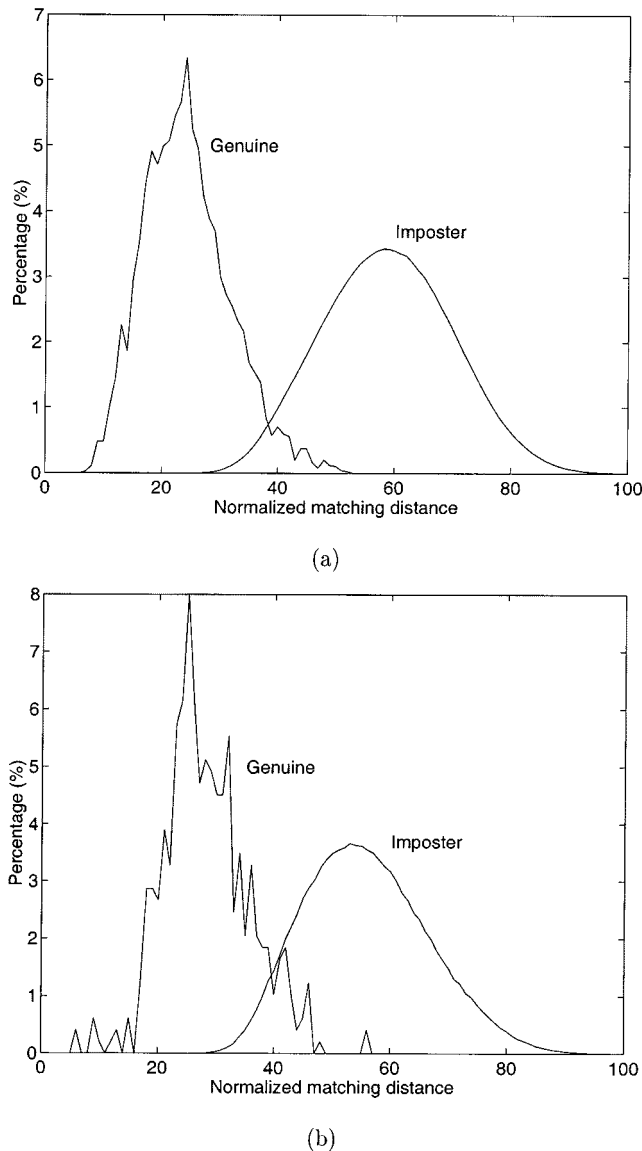 7
6
5
4
3
2
1
0
Percentage (%)
Genuine
Imposter
0 20 40 60 80 100
Normalized matching distance
(a)
8
7
6
5
4
3
2
1
0
Percentage (%)
Genuine
Imposter
0 20 40 60 80 100
Normalized matching distance
(b)